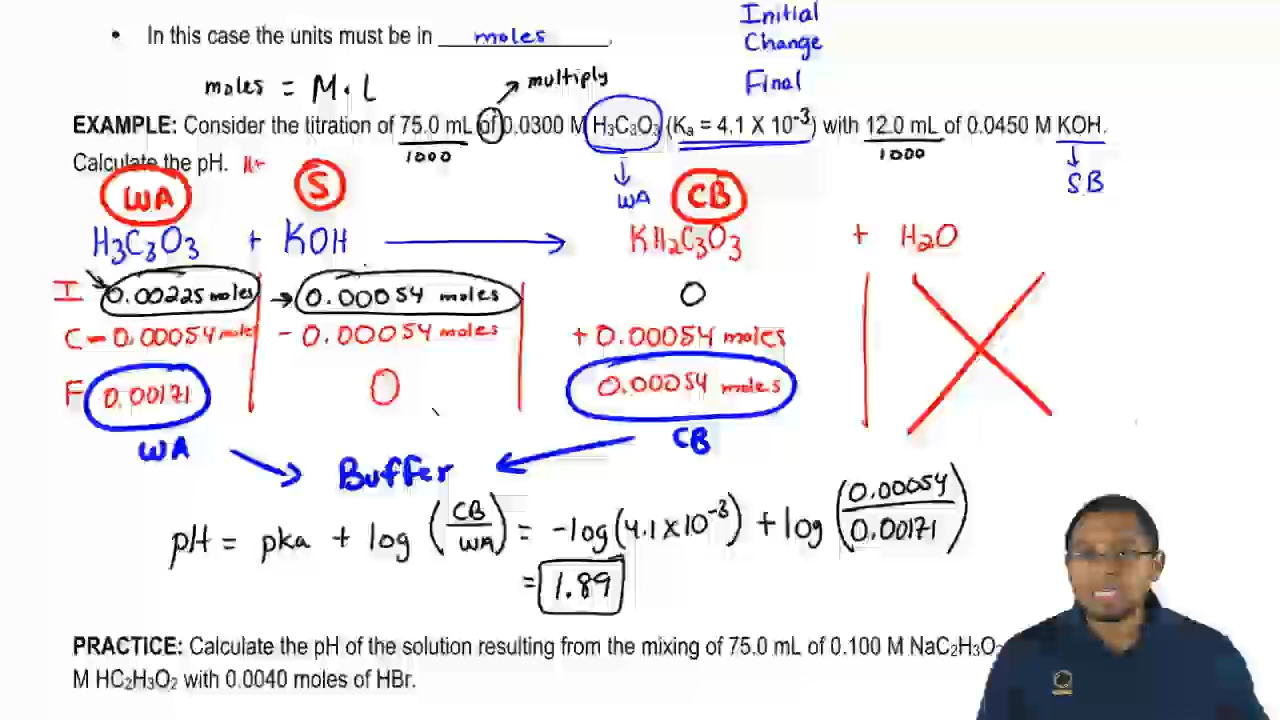 • In this case the units must be in moles.
Initial
Change
Final
moles = M · L
multiply
EXAMPLE: Consider the titration of 75.0 mL of 0.0300 M H₃C₃O₃ (Kₐ = 4.1 X 10⁻³) with 12.0 mL of 0.0450 M KOH.
1000
1000
Calculate the pH. H+
WA
SB
WA S CB
H₃C₃O₃ + KOH → KH₂C₃O₃ + H₂O
I 0.00225 moles 0.00054 moles 0
C - 0.00054 moles - 0.00054 moles + 0.00054 moles
F 0.00171 0 0.00054 moles
WA CB
Buffer
pH = pka + log (CB/WA) = -log(4.1 x 10⁻³) + log (0.00054/0.00171)
= 1.89
PRACTICE: Calculate the pH of the solution resulting from the mixing of 75.0 mL of 0.100 M NaC₂H₃O₂
M HC₂H₃O₂ with 0.0040 moles of HBr.